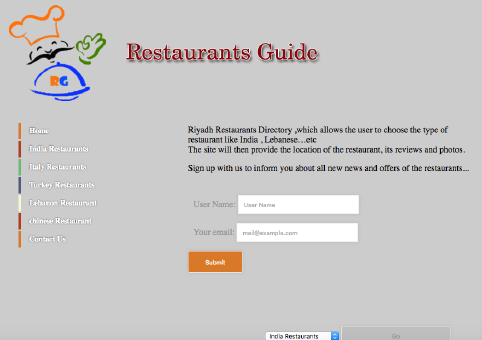 RG
Restaurants Guide
Home
India Restaurants
Italy Restaurants
Turkey Restaurants
Lebanon Restaurant
chinese Restaurant
Contact Us
Riyadh Restaurants Directory ,which allows the user to choose the type of
restaurant like India , Lebanese…etc
The site will then provide the location of the restaurant, its reviews and photos.
Sign up with us to inform you about all new news and offers of the restaurants...
User Name: User Name
Your email: mail@example.com
Submit
India Restaurants Go